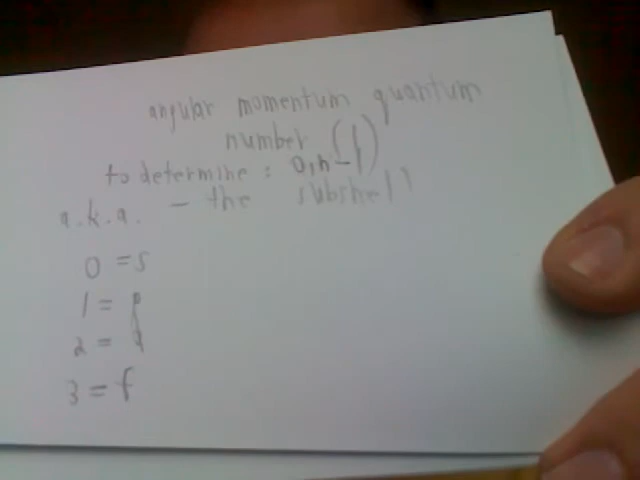 angular momentum quantum
number (l)
to determine: 0, n-1
a.k.a. - the subshell
0 = s
1 = p
2 = d
3 = f